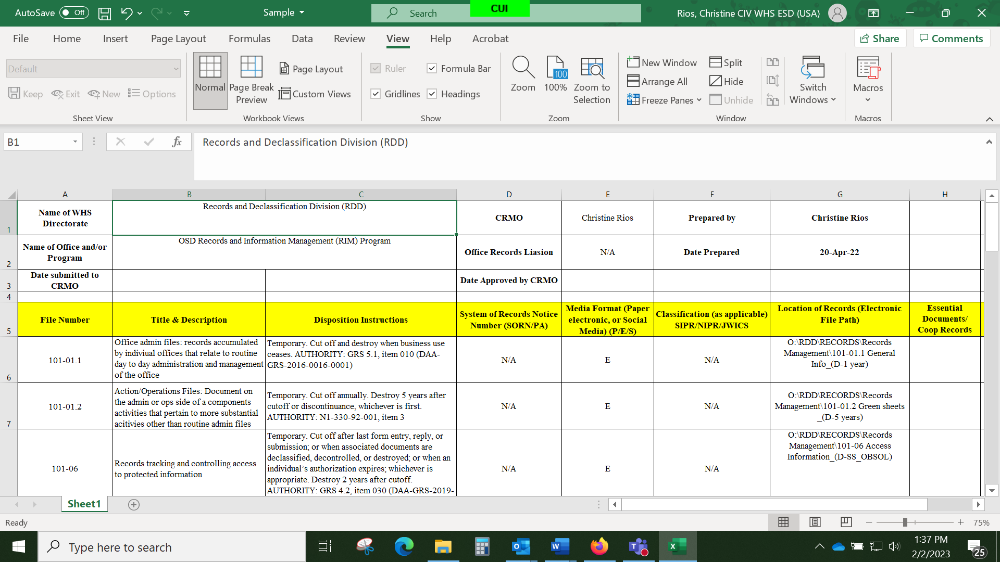 AutoSave Off Sample Search CUI Rios, Christine CIV WHS ESD (USA)
File Home Insert Page Layout Formulas Data Review View Help Acrobat Share Comments
Default
Keep Exit New Options
Sheet View
Normal
Page Break Preview
Page Layout
Custom Views
Workbook Views
Ruler Formula Bar
Gridlines Headings
Show
Zoom
100
100%
Zoom to Selection
Zoom
New Window
Arrange All
Freeze Panes
Split
Hide
Unhide
Switch Windows
Window
Macros
Macros
B1 fx Records and Declassification Division (RDD)
A B C D E F G H
1
Name of WHS
Directorate
Records and Declassification Division (RDD)
CRMO
Christine Rios
Prepared by
Christine Rios
2
Name of Office and/or
Program
OSD Records and Information Management (RIM) Program
Office Records Liasion
N/A
Date Prepared
20-Apr-22
3
Date submitted to
CRMO
Date Approved by CRMO
4
5
File Number
Title & Description
Disposition Instructions
System of Records Notice
Number (SORN/PA)
Media Format (Paper
electronic, or Social
Media) (P/E/S)
Classification (as applicable)
SIPR/NIPR/JWICS
Location of Records (Electronic
File Path)
Essential
Documents/
Coop Records
6
101-01.1
Office admin files: records accumulated
by indiviual offices that relate to routine
day to day administration and management
of the office
Temporary. Cut off and destroy when business use
ceases. AUTHORITY: GRS 5.1, item 010 (DAA-
GRS-2016-0016-0001)
N/A
E
N/A
O:\RDD\RECORDS\Records
Management\101-01.1 General
Info_(D-1 year)
7
101-01.2
Action/Operations Files: Document on
the admin or ops side of a components
activities that pertain to more substantial
acitivies other than routine admin files
Temporary. Cut off annually. Destroy 5 years after
cutoff or discontinuance, whichever is first.
AUTHORITY: N1-330-92-001, item 3
N/A
E
N/A
O:\RDD\RECORDS\Records
Management\101-01.2 Green sheets
_(D-5 years)
101-06
Records tracking and controlling access
to protected information
Temporary. Cut off after last form entry, reply, or
submission; or when associated documents are
declassified, decontrolled, or destroyed; or when an
individual’s authorization expires; whichever is
appropriate. Destroy 2 years after cutoff.
AUTHORITY: GRS 4.2, item 030 (DAA-GRS-2019-
N/A
E
N/A
O:\RDD\RECORDS\Records
Management\101-06 Access
Information_(D-SS_OBSOL)
Sheet1
Ready 75%
Type here to search
1:37 PM
2/2/2023
25